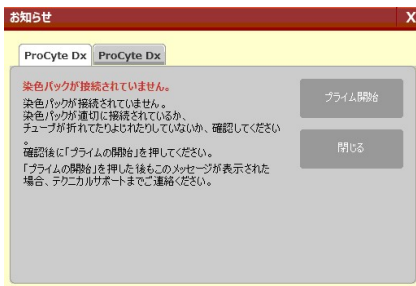 お知らせ
X
ProCyte Dx
ProCyte Dx
染色パックが接続されていません。
染色パックが接続されていません。
染色パックが適切に接続されているか、
チューブが折れてたりよじれたりしていないか、確認してください
。
確認後に「プライムの開始」を押してください。
「プライムの開始」を押した後もこのメッセージが表示された
場合、テクニカルサポートまでご連絡ください。
プライム開始
閉じる